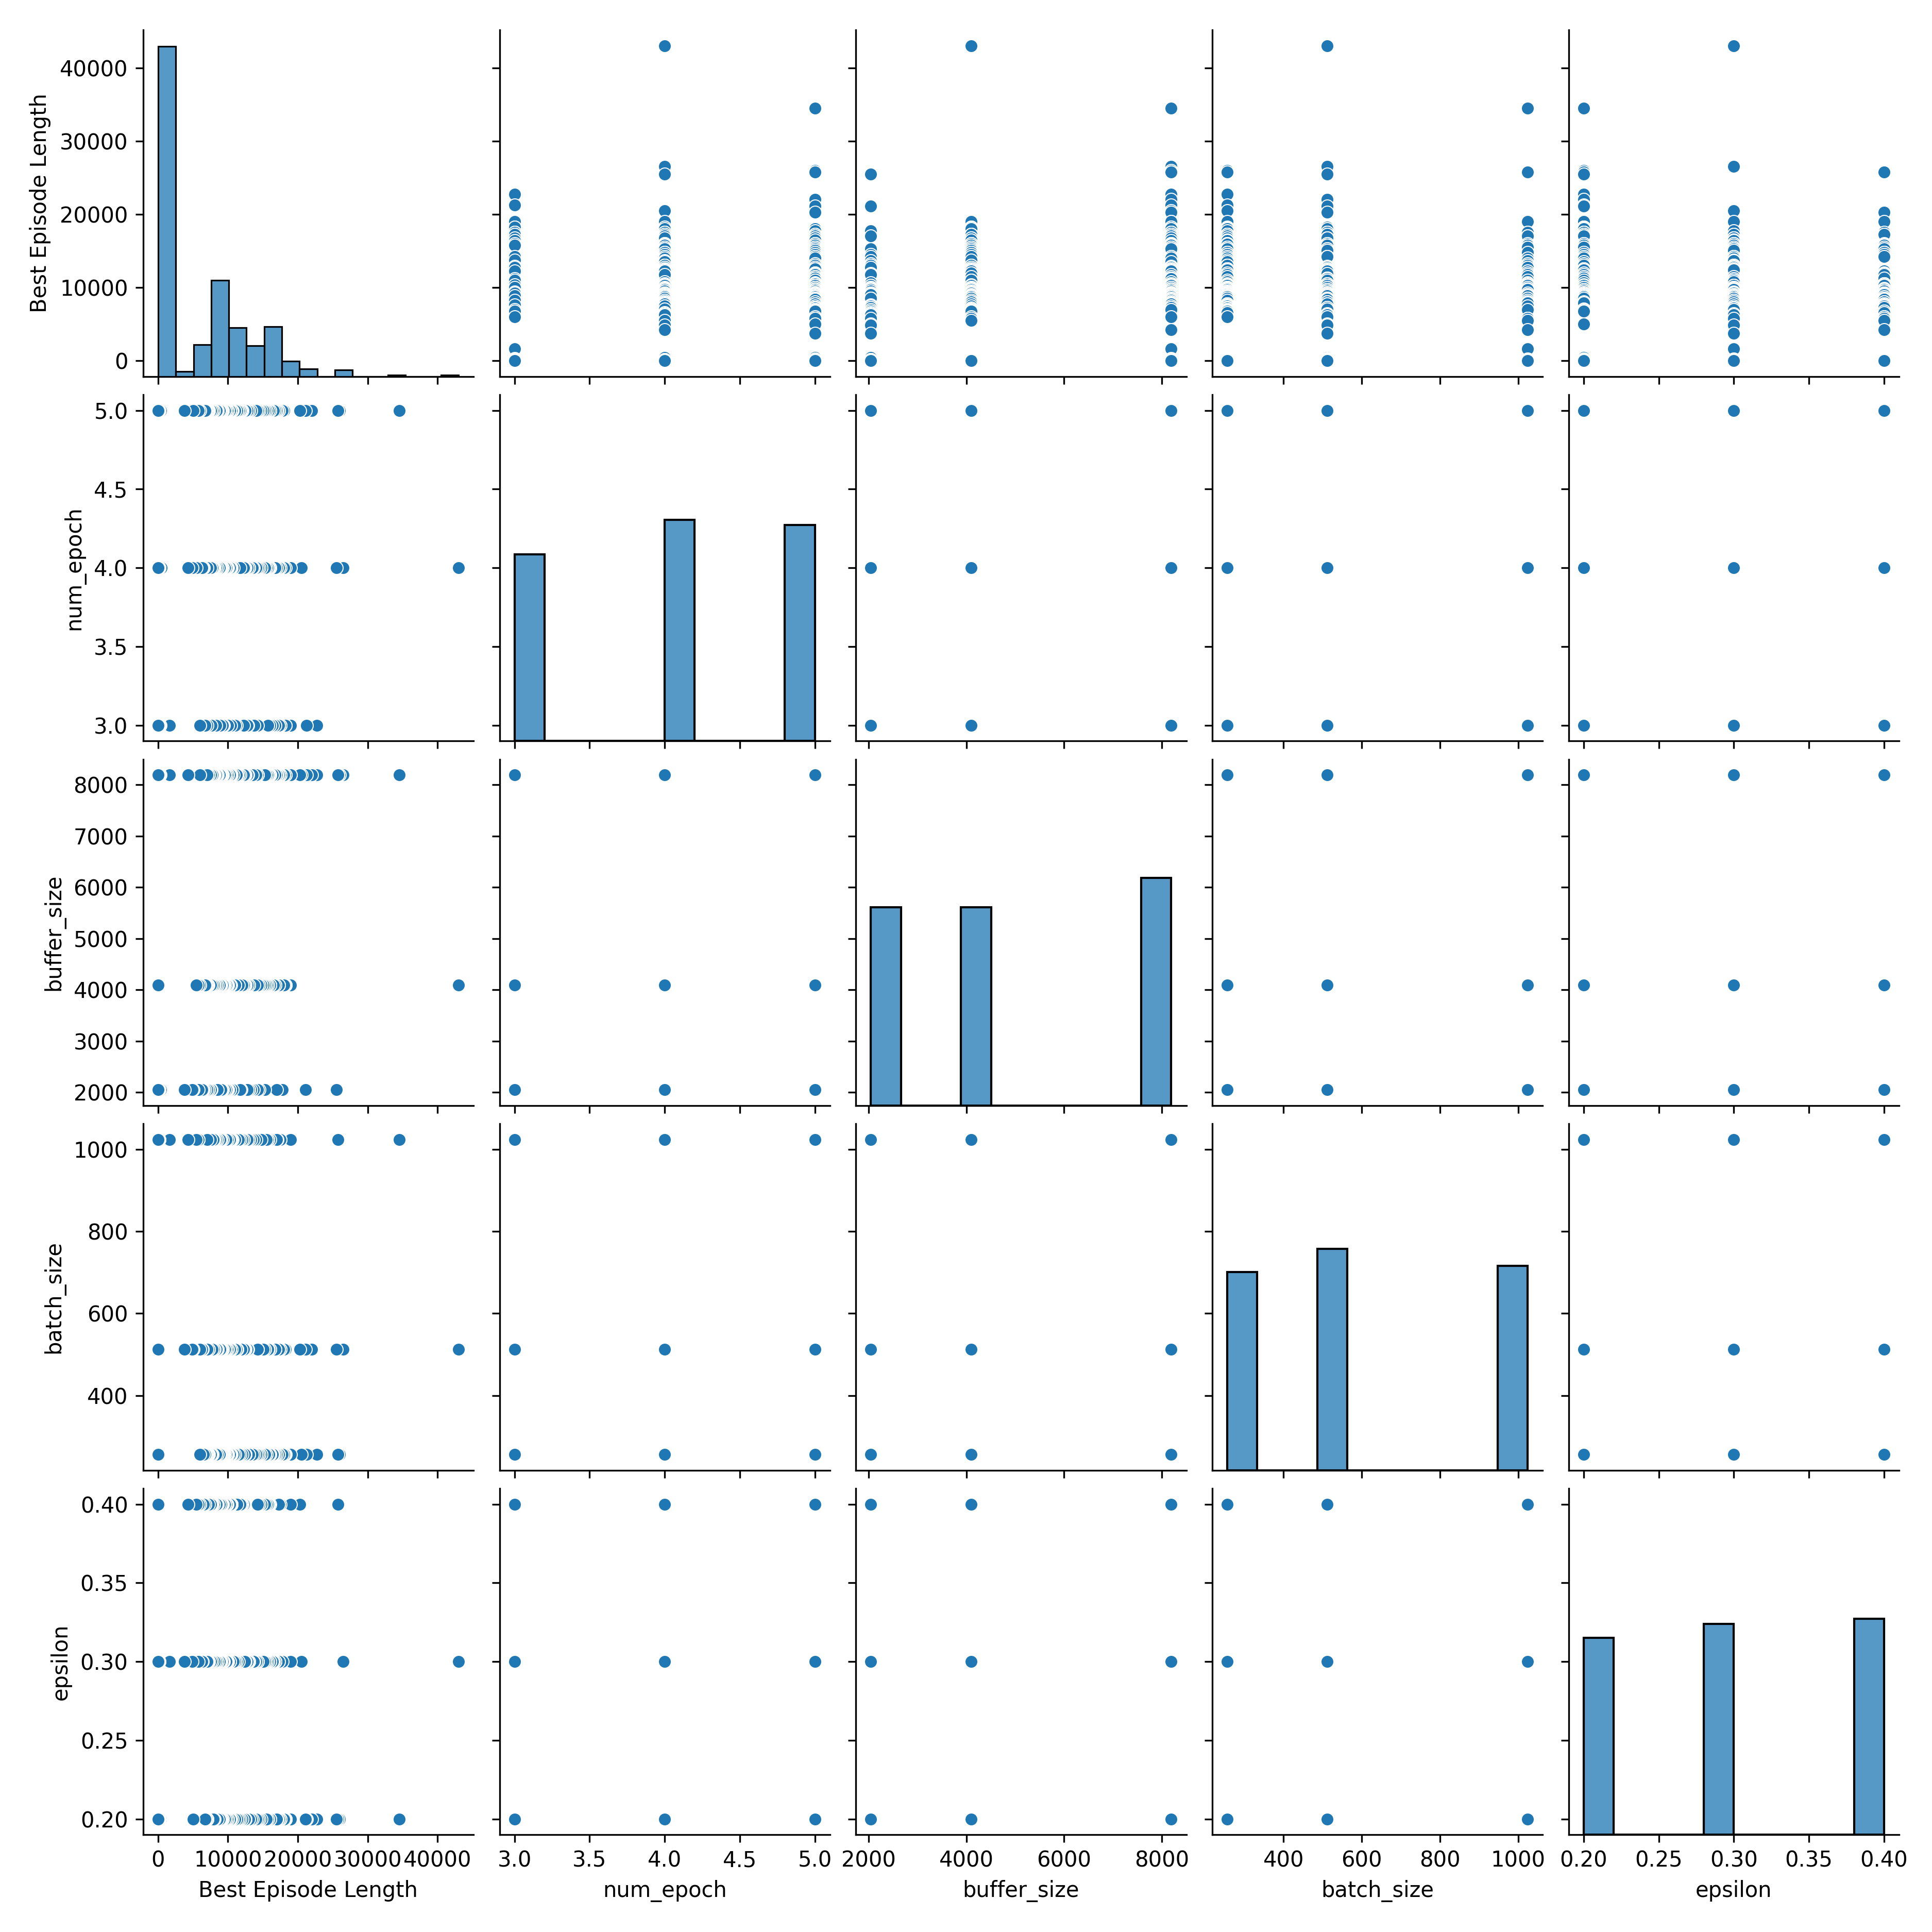 40000
30000
20000
10000
0
Best Episode Length
5.0
4.5
4.0
3.5
3.0
num_epoch
8000
7000
6000
5000
4000
3000
2000
buffer_size
1000
800
600
400
batch_size
0.40
0.35
0.30
0.25
0.20
epsilon
0 10000 20000 30000 40000
3.0 3.5 4.0 4.5 5.0
2000 4000 6000 8000
400 600 800 1000
0.20 0.25 0.30 0.35 0.40
Best Episode Length
num_epoch
buffer_size
batch_size
epsilon